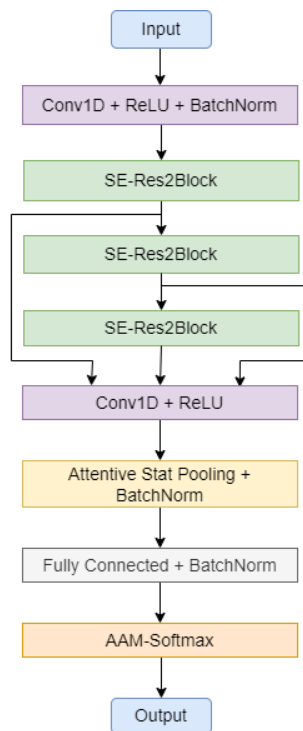 Input
Conv1D + ReLU + BatchNorm
SE-Res2Block
SE-Res2Block
SE-Res2Block
Conv1D + ReLU
Attentive Stat Pooling +
BatchNorm
Fully Connected + BatchNorm
AAM-Softmax
Output